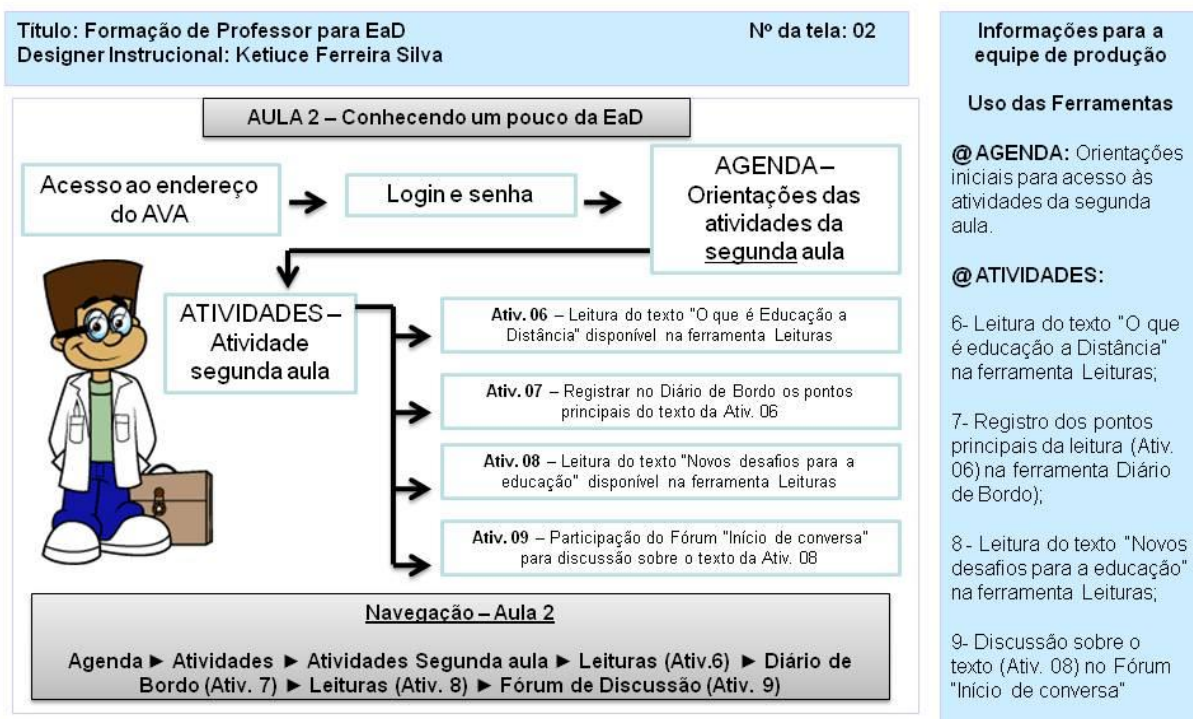 Título: Formação de Professor para EaD
Nº da tela: 02
Designer Instrucional: Ketiuce Ferreira Silva
AULA 2 – Conhecendo um pouco da EaD
Acesso ao endereço
do AVA
Login e senha
AGENDA –
Orientações das
atividades da
segunda aula
ATIVIDADES –
Atividade
segunda aula
Ativ. 06 – Leitura do texto "O que é Educação a
Distância" disponível na ferramenta Leituras
Ativ. 07 – Registrar no Diário de Bordo os pontos
principais do texto da Ativ. 06
Ativ. 08 – Leitura do texto "Novos desafios para a
educação" disponível na ferramenta Leituras
Ativ. 09 – Participação do Fórum "Início de conversa"
para discussão sobre o texto da Ativ. 08
Navegação – Aula 2
Agenda ► Atividades ► Atividades Segunda aula ► Leituras (Ativ.6) ► Diário de
Bordo (Ativ. 7) ► Leituras (Ativ. 8) ► Fórum de Discussão (Ativ. 9)
Informações para a
equipe de produção
Uso das Ferramentas
@ AGENDA: Orientações
iniciais para acesso às
atividades da segunda
aula.
@ ATIVIDADES:
6- Leitura do texto "O que
é educação a Distância"
na ferramenta Leituras;
7- Registro dos pontos
principais da leitura (Ativ.
06) na ferramenta Diário
de Bordo);
8- Leitura do texto "Novos
desafios para a educação"
na ferramenta Leituras;
9- Discussão sobre o
texto (Ativ. 08) no Fórum
"Início de conversa"